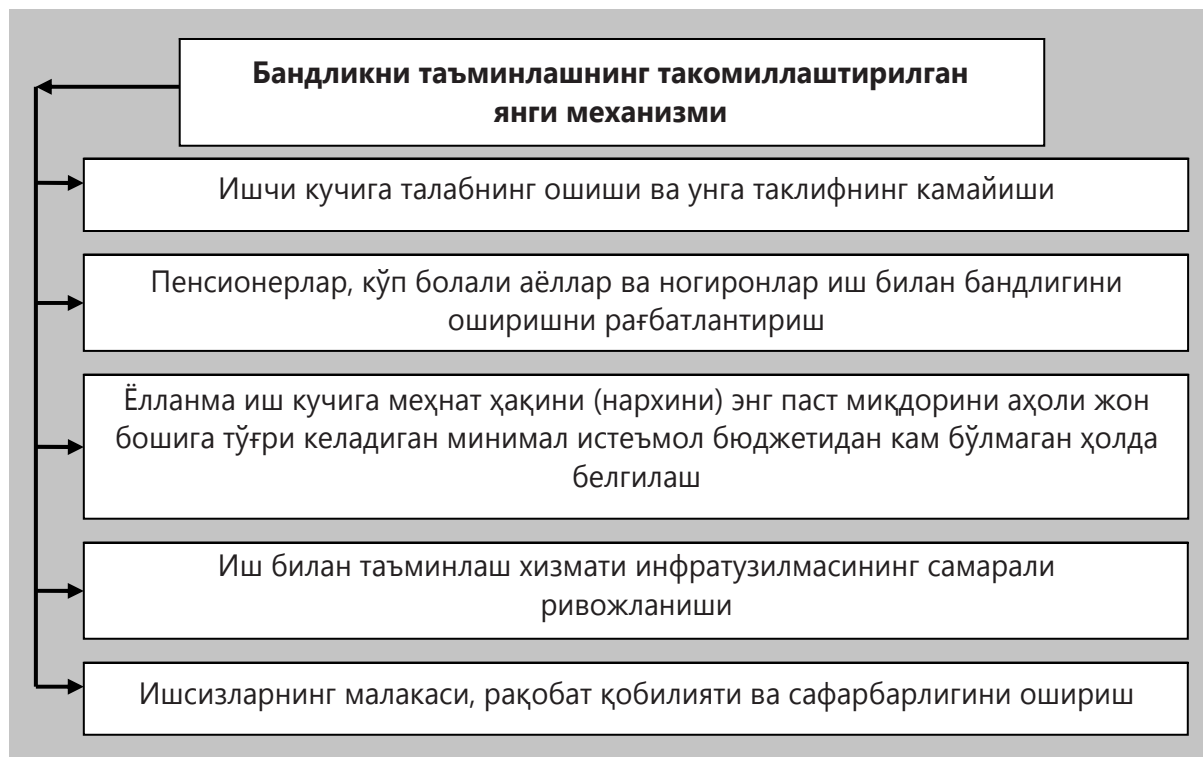 Бандликни таъминлашнинг такомиллаштирилган
янги механизми
Ишчи кучига талабнинг ошиши ва унга таклифнинг камайиши
Пенсионерлар, кўп болали аёллар ва ногиронлар иш билан бандлигини
оширишни рағбатлантириш
Ёлланма иш кучига меҳнат ҳақини (нархини) энг паст миқдорини аҳоли жон
бошига тўғри келадиган минимал истеъмол бюджетидан кам бўлмаган ҳолда
белгилаш
Иш билан таъминлаш хизмати инфратузилмасининг самарали
ривожланиши
Ишсизларнинг малакаси, рақобат қобилияти ва сафарбарлигини ошириш